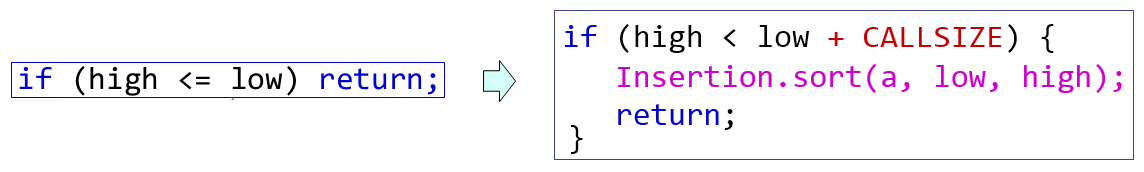 if (high <= low) return;
if (high < low + CALLSIZE) {
Insertion.sort(a, low, high);
return;
}